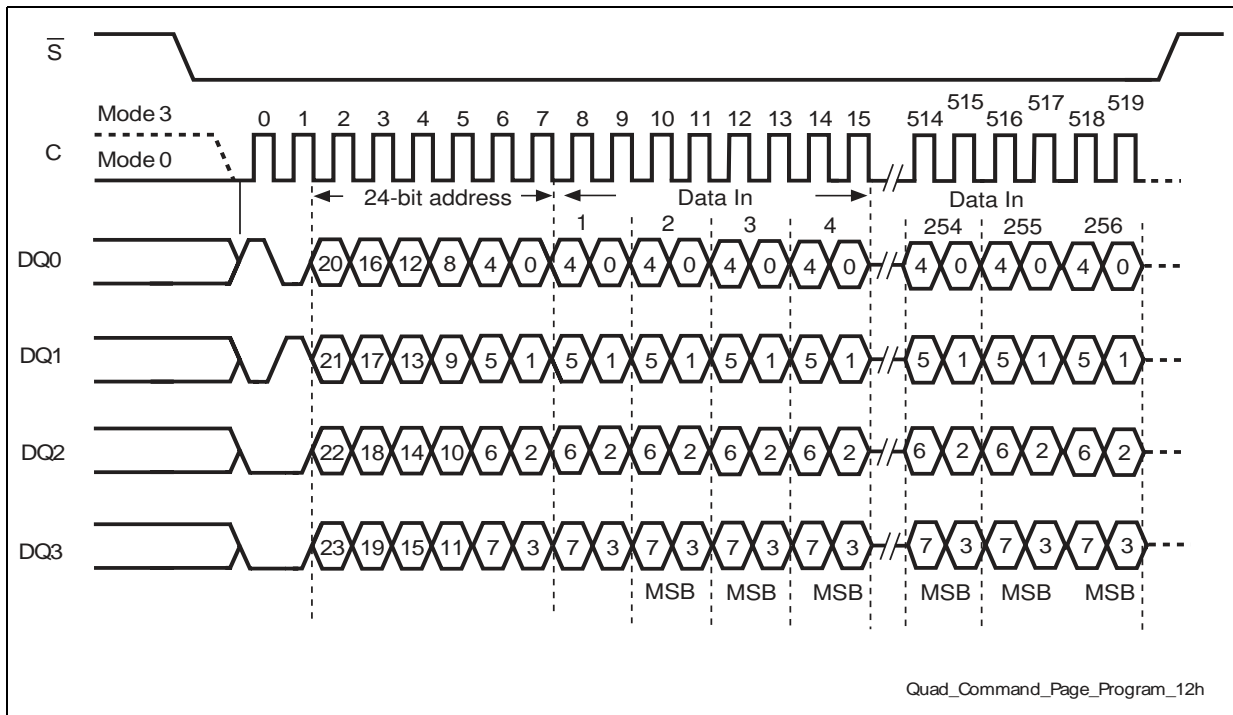 S
515 517 519
Mode 3 0 1 2 3 4 5 6 7 8 9 10 11 12 13 14 15 514 516 518
C
Mode 0
24-bit address Data In Data In
1 2 3 4 254 255 256
DQ0 20 16 12 8 4 0 4 0 4 0 4 0 4 0 4 0 4 0 4 0
DQ1 21 17 13 9 5 1 5 1 5 1 5 1 5 1 5 1 5 1 5 1
DQ2 22 18 14 10 6 2 6 2 6 2 6 2 6 2 6 2 6 2 6 2
DQ3 23 19 15 11 7 3 7 3 7 3 7 3 7 3 7 3 7 3 7 3
MSB MSB MSB MSB MSB MSB
Quad_Command_Page_Program_12h